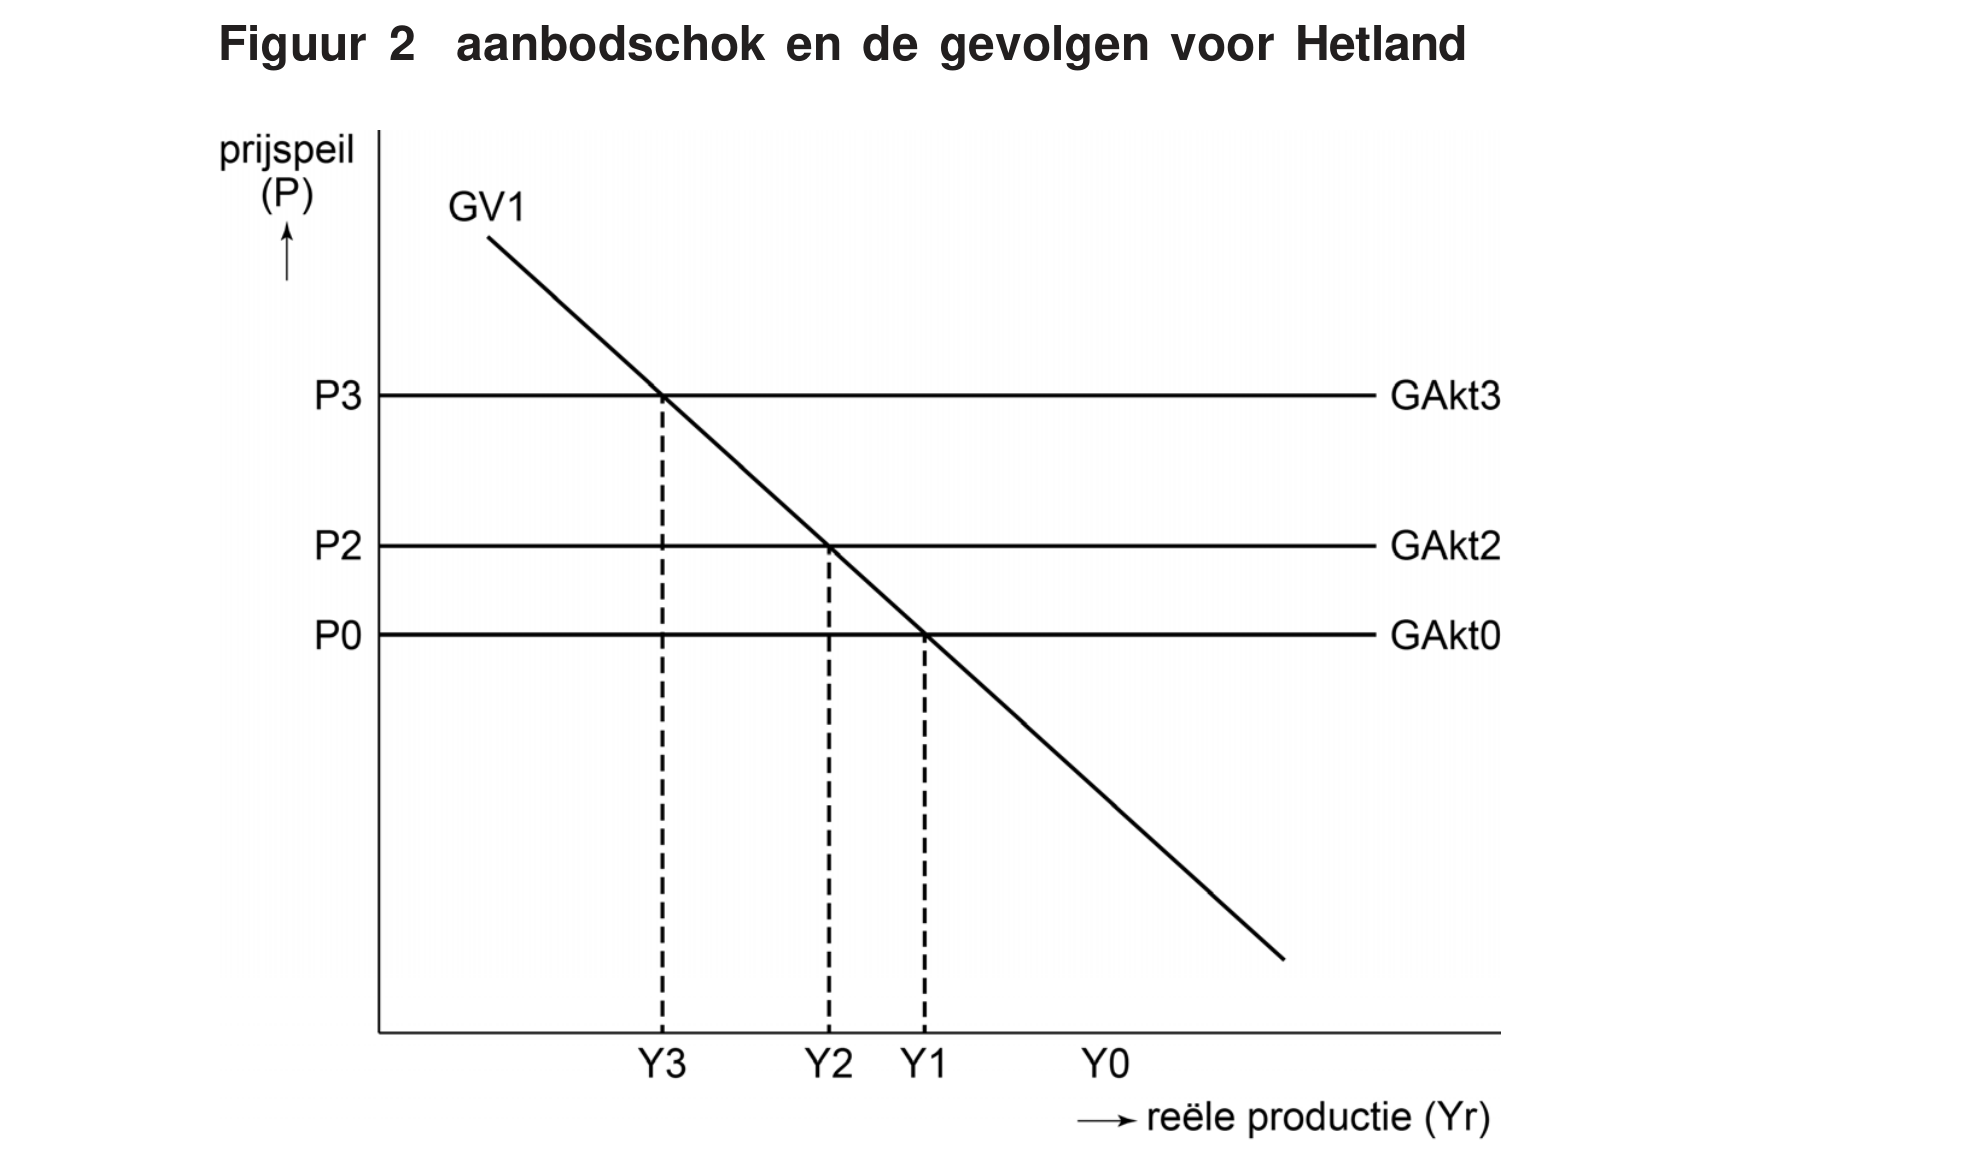 Figuur 2 aanbodschok en de gevolgen voor Hetland
prijspeil
(P)
GV1
P3
GAkt3
P2
GAkt2
P0
GAkt0
Y3 Y2 Y1 Y0
reële productie (Yr)